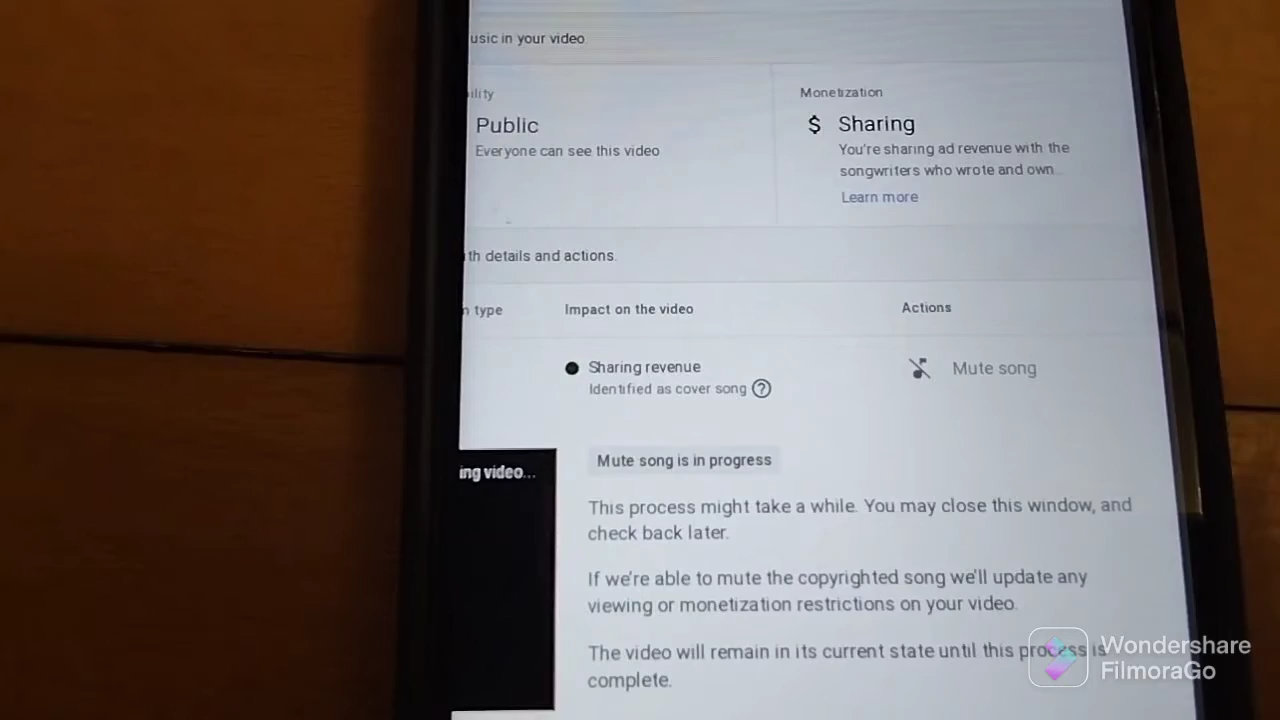 usic in your video
ility
Monetization
Public
$ Sharing
Everyone can see this video
You're sharing ad revenue with the
songwriters who wrote and own
Learn more
th details and actions.
n type
Impact on the video
Actions
Sharing revenue
Mute song
Identified as cover song ?
ing video...
Mute song is in progress
This process might take a while. You may close this window, and
check back later.
If we're able to mute the copyrighted song we'll update any
viewing or monetization restrictions on your video.
The video will remain in its current state until this process is
complete.
Wondershare
FilmoraGo